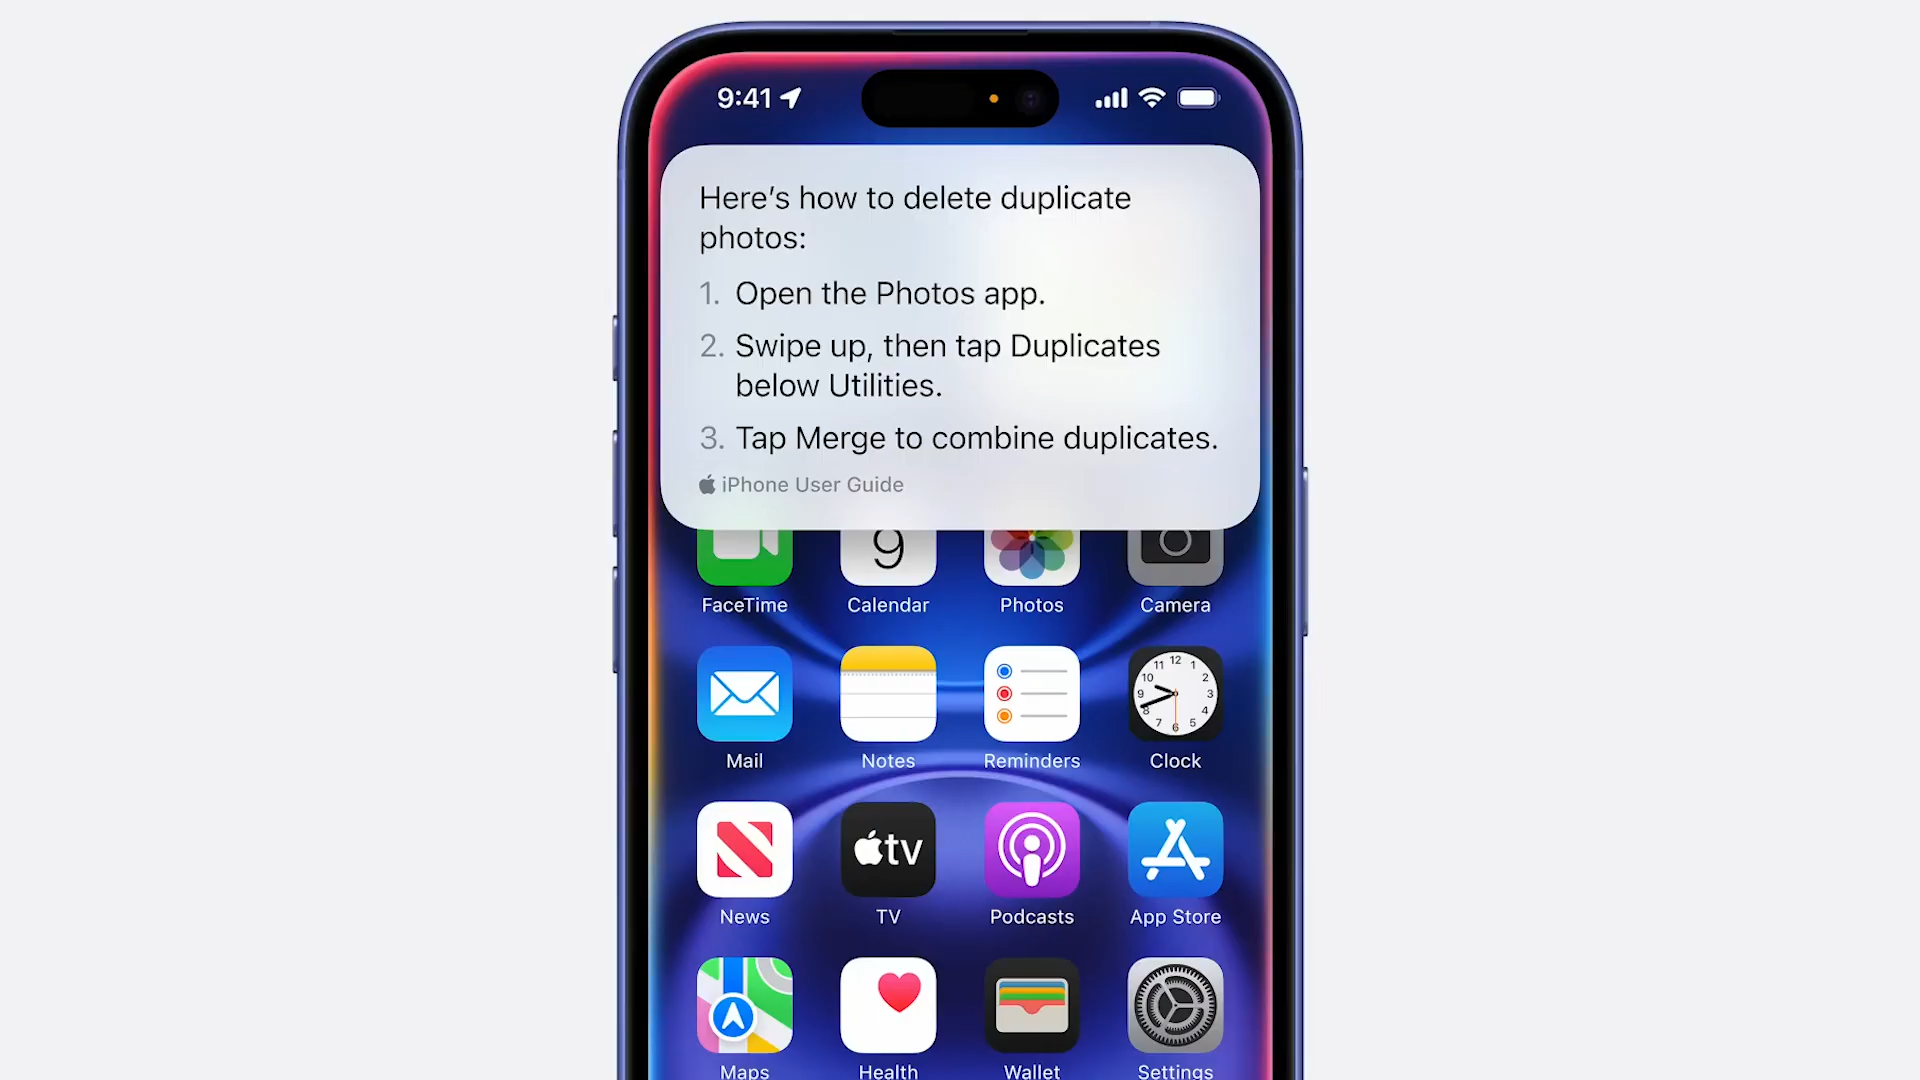 9:41
Here’s how to delete duplicate
photos:
1. Open the Photos app.
2. Swipe up, then tap Duplicates
below Utilities.
3. Tap Merge to combine duplicates.
iPhone User Guide
9
FaceTime Calendar Photos Camera
12
11 1
10 2
9 3
8 4
7 6 5
Mail Notes Reminders Clock
tv
News TV Podcasts App Store
Maps Health Wallet Settings